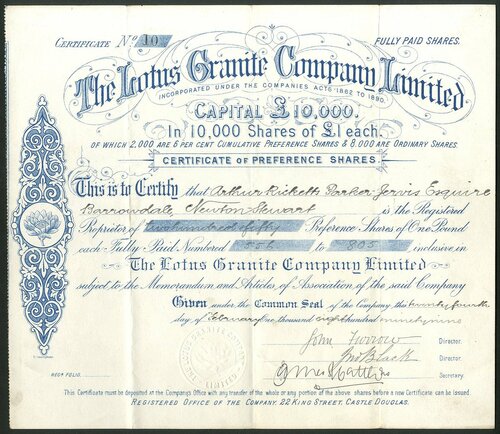 CERTIFICATE No 10
FULLY PAID SHARES.
The Lotus Granite Company Limited
INCORPORATED UNDER THE COMPANIES ACTS 1862 TO 1890.
CAPITAL £10,000.
In 10,000 Shares of £1 each.
OF WHICH 2,000 ARE 6 PER CENT CUMULATIVE PREFERENCE SHARES & 8,000 ARE ORDINARY SHARES.
CERTIFICATE OF PREFERENCE SHARES.
This is to Certify that Arthur Ricketts Parker Jervis Esquire
Barrowdale, Newton Stewart is the Registered
Proprietor of two hundred & fifty Preference Shares of One Pound
each Fully Paid Numbered 556 to 805 inclusive in
The Lotus Granite Company Limited
subject to the Memorandum and Articles of Association of the said Company
Given under the Common Seal of the Company this twenty fourth
day of February one thousand eight hundred ninety nine
John Director.
Jno Black Director.
Secretary.
REGD FOLIO.
This Certificate must be deposited at the Companys Office with any transfer of the whole or any portion of the above shares before a new Certificate can be issued.
REGISTERED OFFICE OF THE COMPANY. 22 KING STREET, CASTLE DOUGLAS.